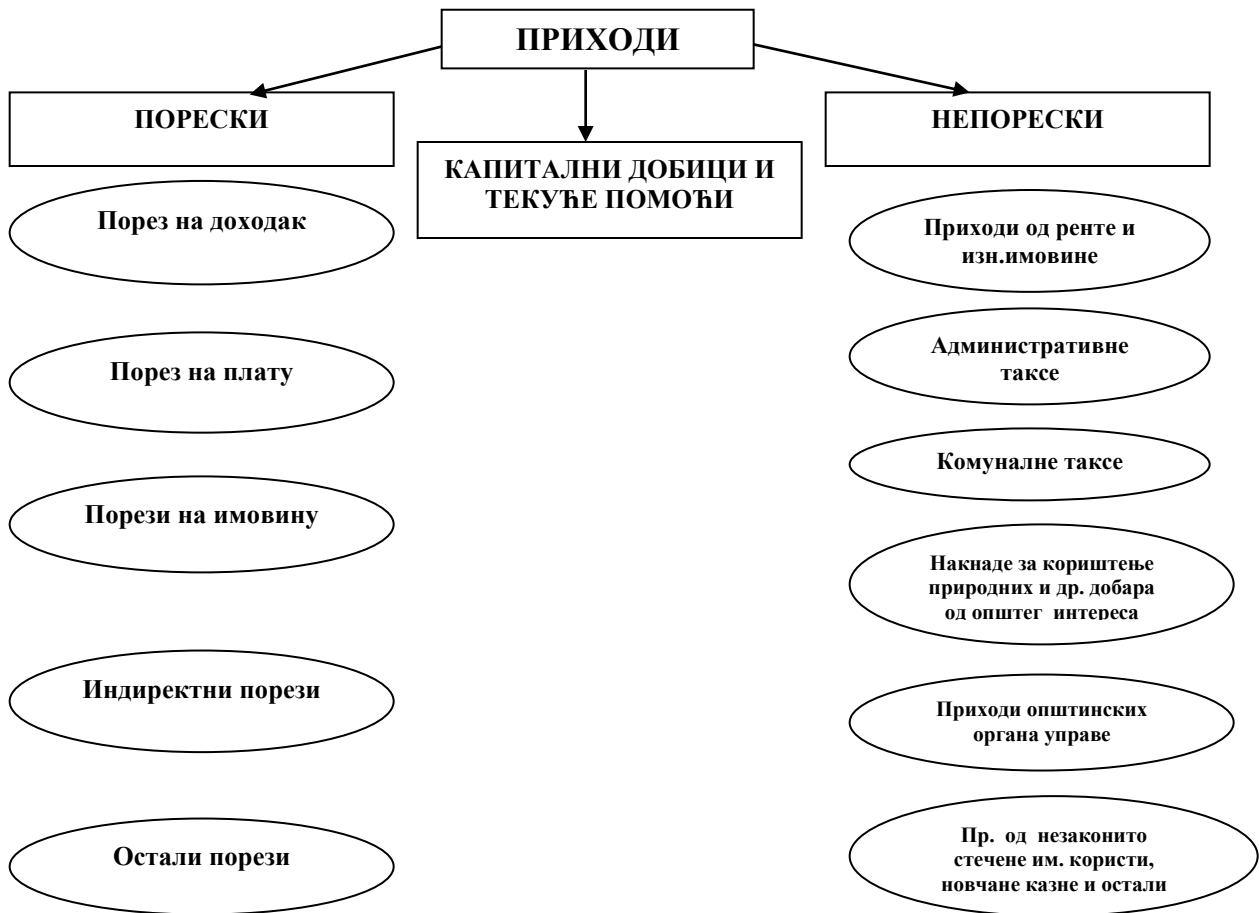 ПРИХОДИ
ПОРЕСКИ
КАПИТАЛНИ ДОБИЦИ И
ТЕКУЋЕ ПОМОЋИ
НЕПОРЕСКИ
Порез на доходак
Порез на плату
Порези на имовину
Индиректни порези
Остали порези
Приходи од ренте и
изн.имовине
Административне
таксе
Комуналне таксе
Накнаде за кориштење
природних и др. добара
од општег интереса
Приходи општинских
органа управе
Пр. од незаконито
стечене им. користи,
новчане казне и остали